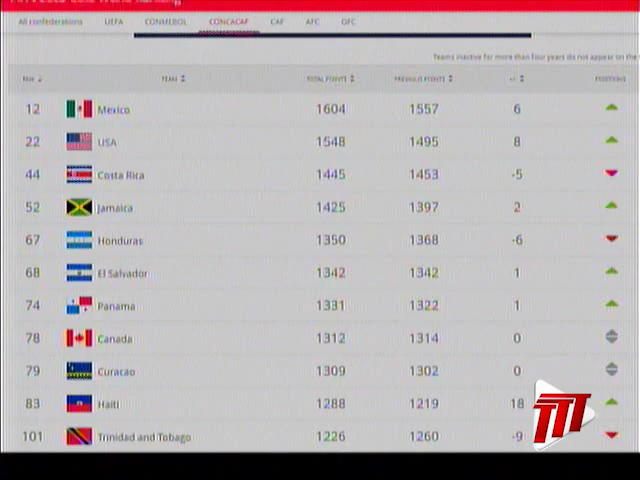 All confederations UEFA CONMEBOL CONCACAF CAF AFC OFC
Teams inactive for more than four years do not appear on the
RNK TEAM TOTAL POINTS PREVIOUS POINTS +/- POSITIONS
12 Mexico 1604 1557 6
22 USA 1548 1495 8
44 Costa Rica 1445 1453 -5
52 Jamaica 1425 1397 2
67 Honduras 1350 1368 -6
68 El Salvador 1342 1342 1
74 Panama 1331 1322 1
78 Canada 1312 1314 0
79 Curacao 1309 1302 0
83 Haiti 1288 1219 18
101 Trinidad and Tobago 1226 1260 -9
TTT